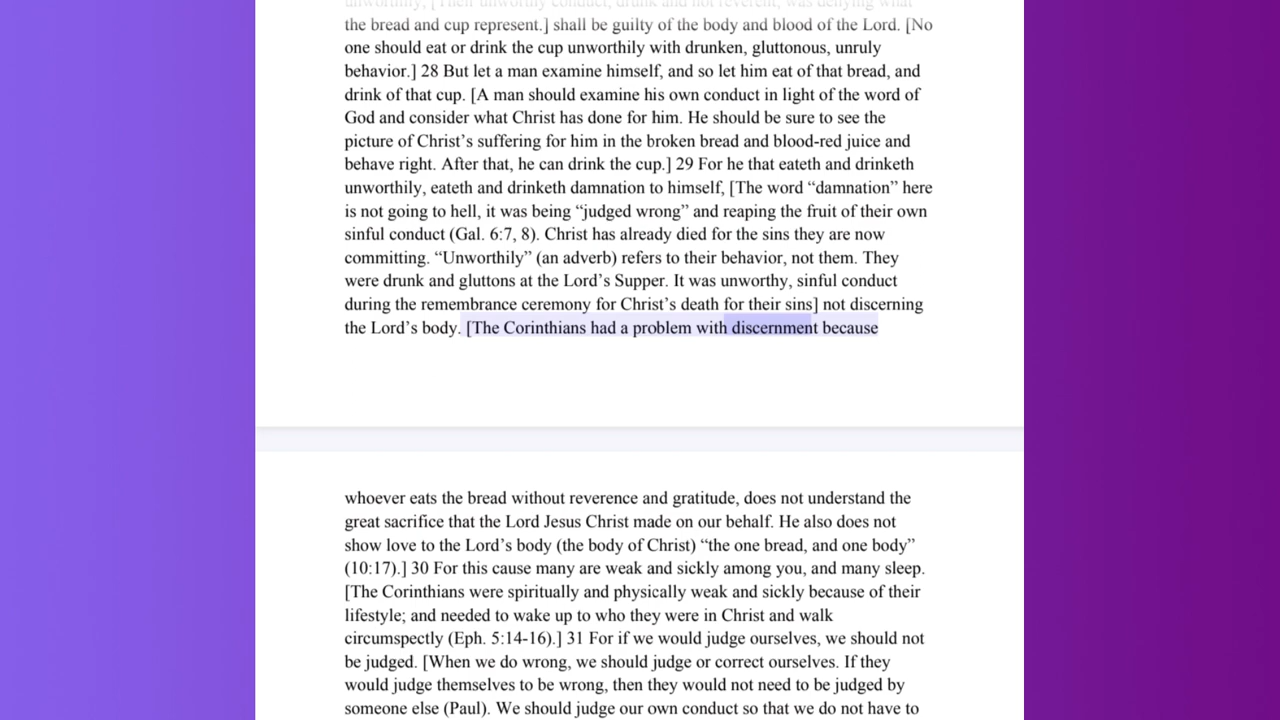 unworthily, [Their unworthy conduct, drunk and not reverent, was denying what
the bread and cup represent.] shall be guilty of the body and blood of the Lord. [No
one should eat or drink the cup unworthily with drunken, gluttonous, unruly
behavior.] 28 But let a man examine himself, and so let him eat of that bread, and
drink of that cup. [A man should examine his own conduct in light of the word of
God and consider what Christ has done for him. He should be sure to see the
picture of Christ’s suffering for him in the broken bread and blood-red juice and
behave right. After that, he can drink the cup.] 29 For he that eateth and drinketh
unworthily, eateth and drinketh damnation to himself, [The word “damnation” here
is not going to hell, it was being “judged wrong” and reaping the fruit of their own
sinful conduct (Gal. 6:7, 8). Christ has already died for the sins they are now
committing. “Unworthily” (an adverb) refers to their behavior, not them. They
were drunk and gluttons at the Lord’s Supper. It was unworthy, sinful conduct
during the remembrance ceremony for Christ’s death for their sins] not discerning
the Lord’s body. [The Corinthians had a problem with discernment because
whoever eats the bread without reverence and gratitude, does not understand the
great sacrifice that the Lord Jesus Christ made on our behalf. He also does not
show love to the Lord’s body (the body of Christ) “the one bread, and one body”
(10:17).] 30 For this cause many are weak and sickly among you, and many sleep.
[The Corinthians were spiritually and physically weak and sickly because of their
lifestyle; and needed to wake up to who they were in Christ and walk
circumspectly (Eph. 5:14-16).] 31 For if we would judge ourselves, we should not
be judged. [When we do wrong, we should judge or correct ourselves. If they
would judge themselves to be wrong, then they would not need to be judged by
someone else (Paul). We should judge our own conduct so that we do not have to